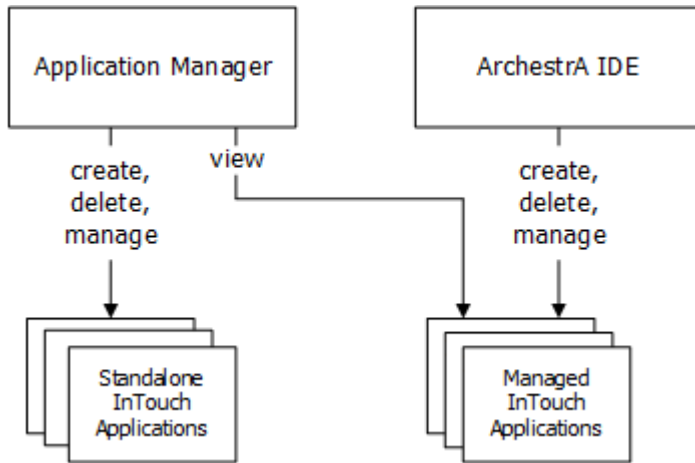 Application Manager
ArchestrA IDE
view
create,
delete,
manage
create,
delete,
manage
Standalone
InTouch
Applications
Managed
InTouch
Applications